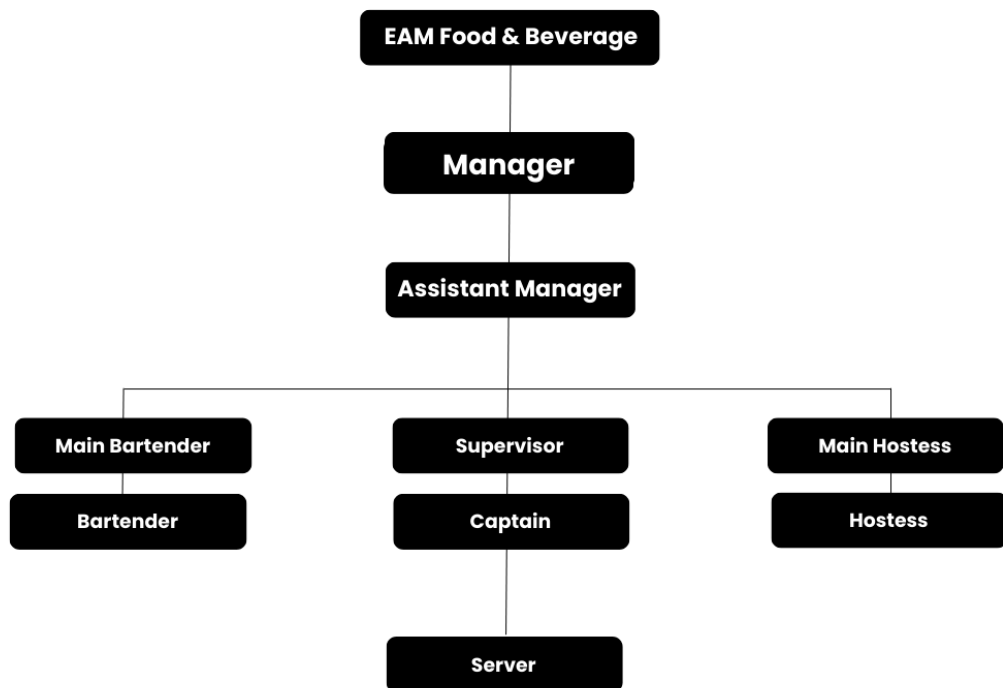 EAM Food & Beverage
Manager
Assistant Manager
Main Bartender
Supervisor
Main Hostess
Bartender
Captain
Hostess
Server